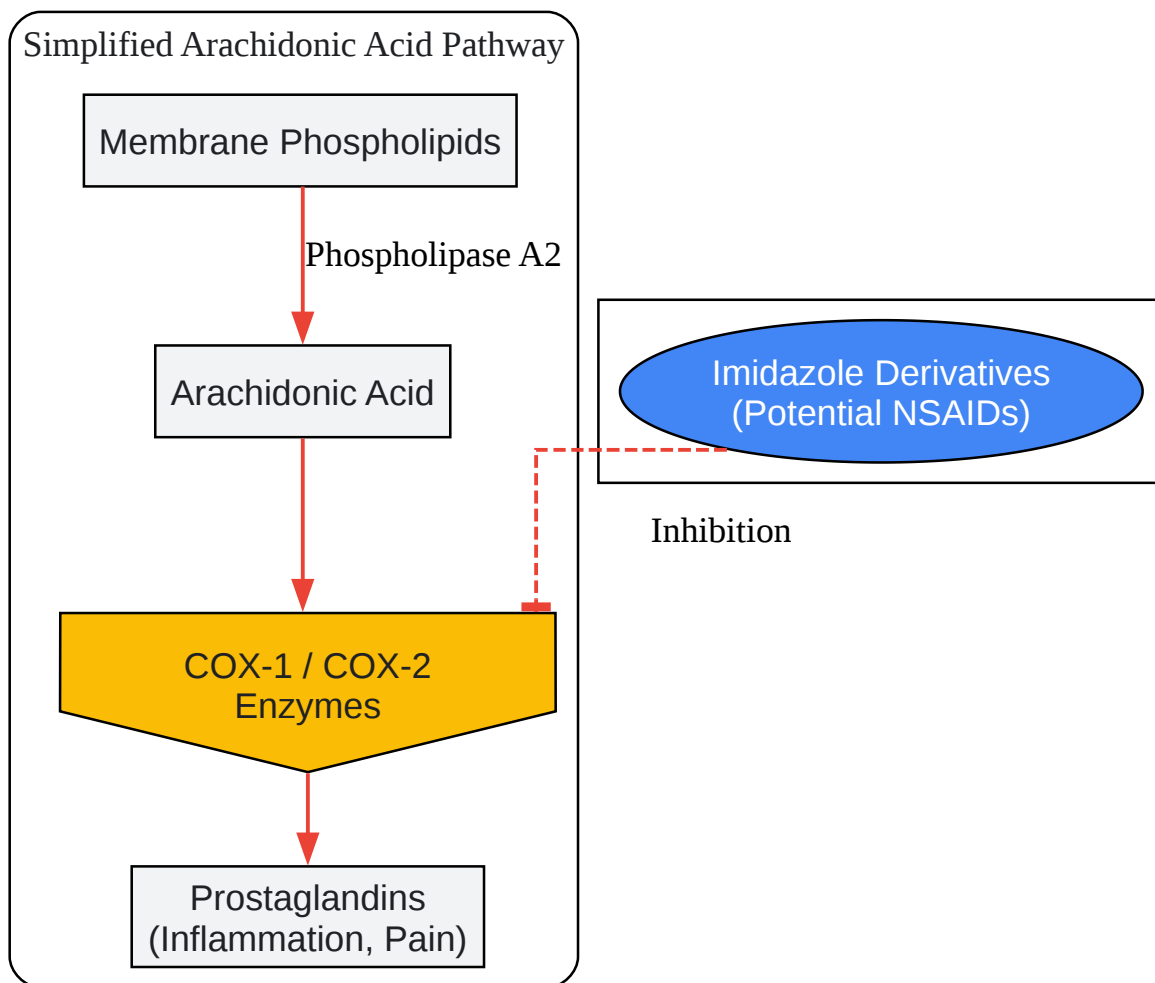 Simplified Arachidonic Acid Pathway
Membrane Phospholipids
Phospholipase A2
Arachidonic Acid
Imidazole Derivatives
(Potential NSAIDs)
Inhibition
COX-1 / COX-2
Enzymes
Prostaglandins
(Inflammation, Pain)